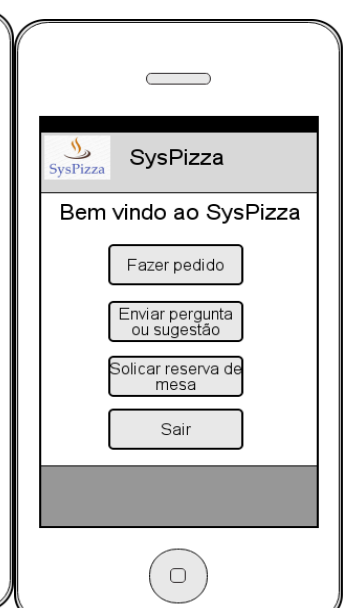 SysPizza
SysPizza
Bem vindo ao SysPizza
Fazer pedido
Enviar pergunta
ou sugestão
Solicar reserva de
mesa
Sair